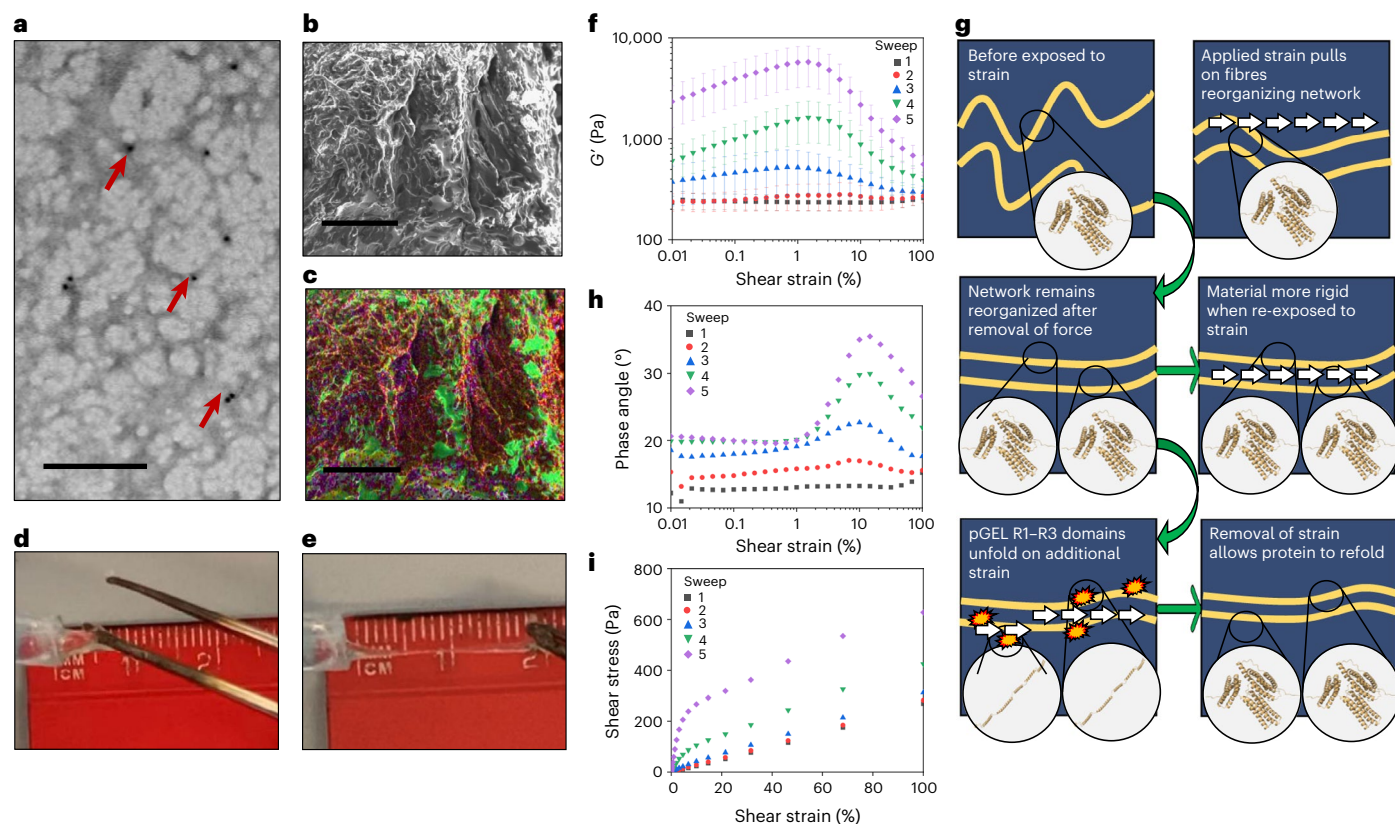 a
b
c
d
e
MM
CM
1
2
MM
CM
1
2
f
10,000
1,000
100
G′ (Pa)
Sweep
1
2
3
4
5
0.01
0.1
1
10
100
Shear strain (%)
h
40
30
20
10
Phase angle (°)
Sweep
1
2
3
4
5
0.01
0.1
1
10
100
Shear strain (%)
i
800
600
400
200
0
Shear stress (Pa)
Sweep
1
2
3
4
5
0
20
40
60
80
100
Shear strain (%)
g
Before exposed to
strain
Applied strain pulls
on fibres
reorganizing network
Network remains
reorganized after
removal of force
Material more rigid
when re-exposed to
strain
pGEL R1–R3 domains
unfold on additional
strain
Removal of strain
allows protein to refold